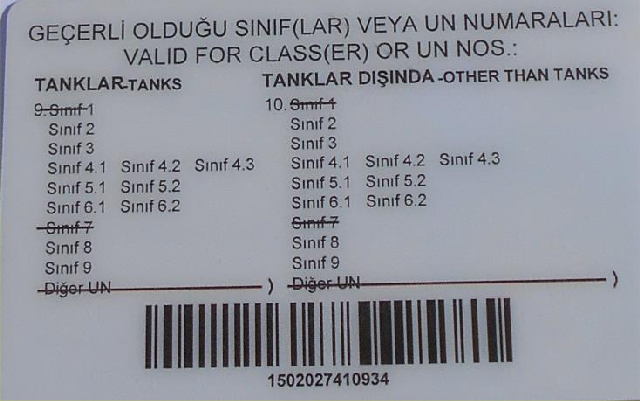 GEÇERLİ OLDUĞU SINIF(LAR) VEYA UN NUMARALARI:
VALID FOR CLASS(ER) OR UN NOS.:
TANKLAR-TANKS
9. Sınıf 1
Sınıf 2
Sınıf 3
Sınıf 4.1 Sınıf 4.2 Sınıf 4.3
Sınıf 5.1 Sınıf 5.2
Sınıf 6.1 Sınıf 6.2
Sınıf 7
Sınıf 8
Sınıf 9
Diğer UN )
TANKLAR DIŞINDA-OTHER THAN TANKS
10. Sınıf 1
Sınıf 2
Sınıf 3
Sınıf 4.1 Sınıf 4.2 Sınıf 4.3
Sınıf 5.1 Sınıf 5.2
Sınıf 6.1 Sınıf 6.2
Sınıf 7
Sınıf 8
Sınıf 9
Diğer UN )
1502027410934